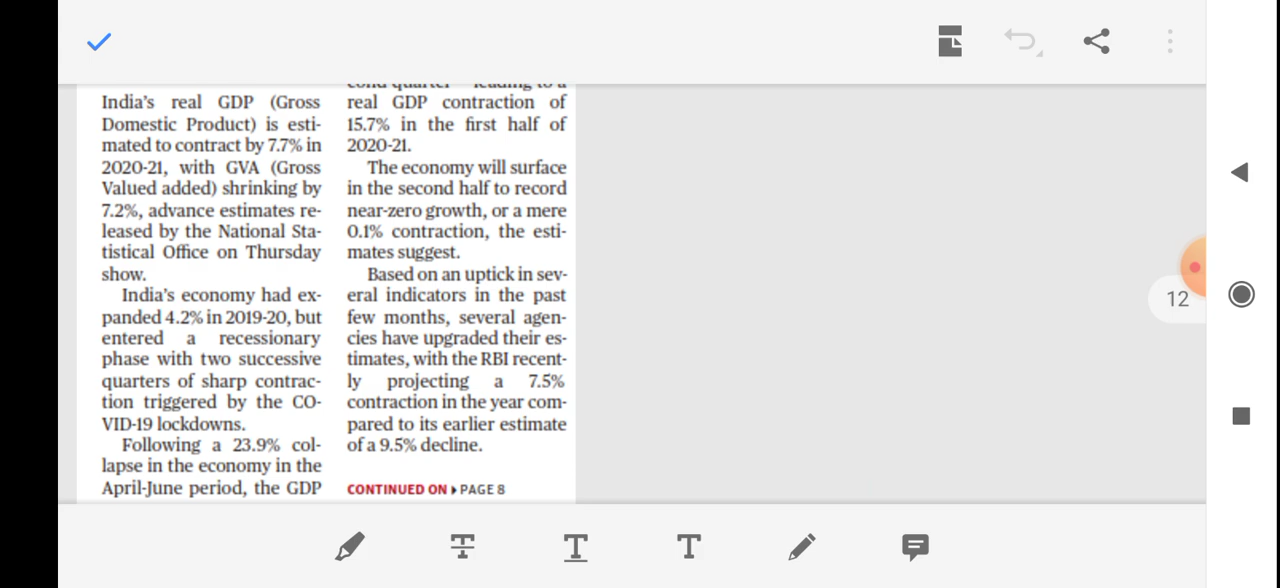 India's real GDP (Gross
Domestic Product) is esti-
mated to contract by 7.7% in
2020-21, with GVA (Gross
Valued added) shrinking by
7.2%, advance estimates re-
leased by the National Sta-
tistical Office on Thursday
show.
India's economy had ex-
panded 4.2% in 2019-20, but
entered a recessionary
phase with two successive
quarters of sharp contrac-
tion triggered by the CO-
VID-19 lockdowns.
Following a 23.9% col-
lapse in the economy in the
April-June period, the GDP
cond quarter leading to a
real GDP contraction of
15.7% in the first half of
2020-21.
The economy will surface
in the second half to record
near-zero growth, or a mere
0.1% contraction, the esti-
mates suggest.
Based on an uptick in sev-
eral indicators in the past
few months, several agen-
cies have upgraded their es-
timates, with the RBI recent-
ly projecting a 7.5%
contraction in the year com-
pared to its earlier estimate
of a 9.5% decline.
CONTINUED ON PAGE 8
12